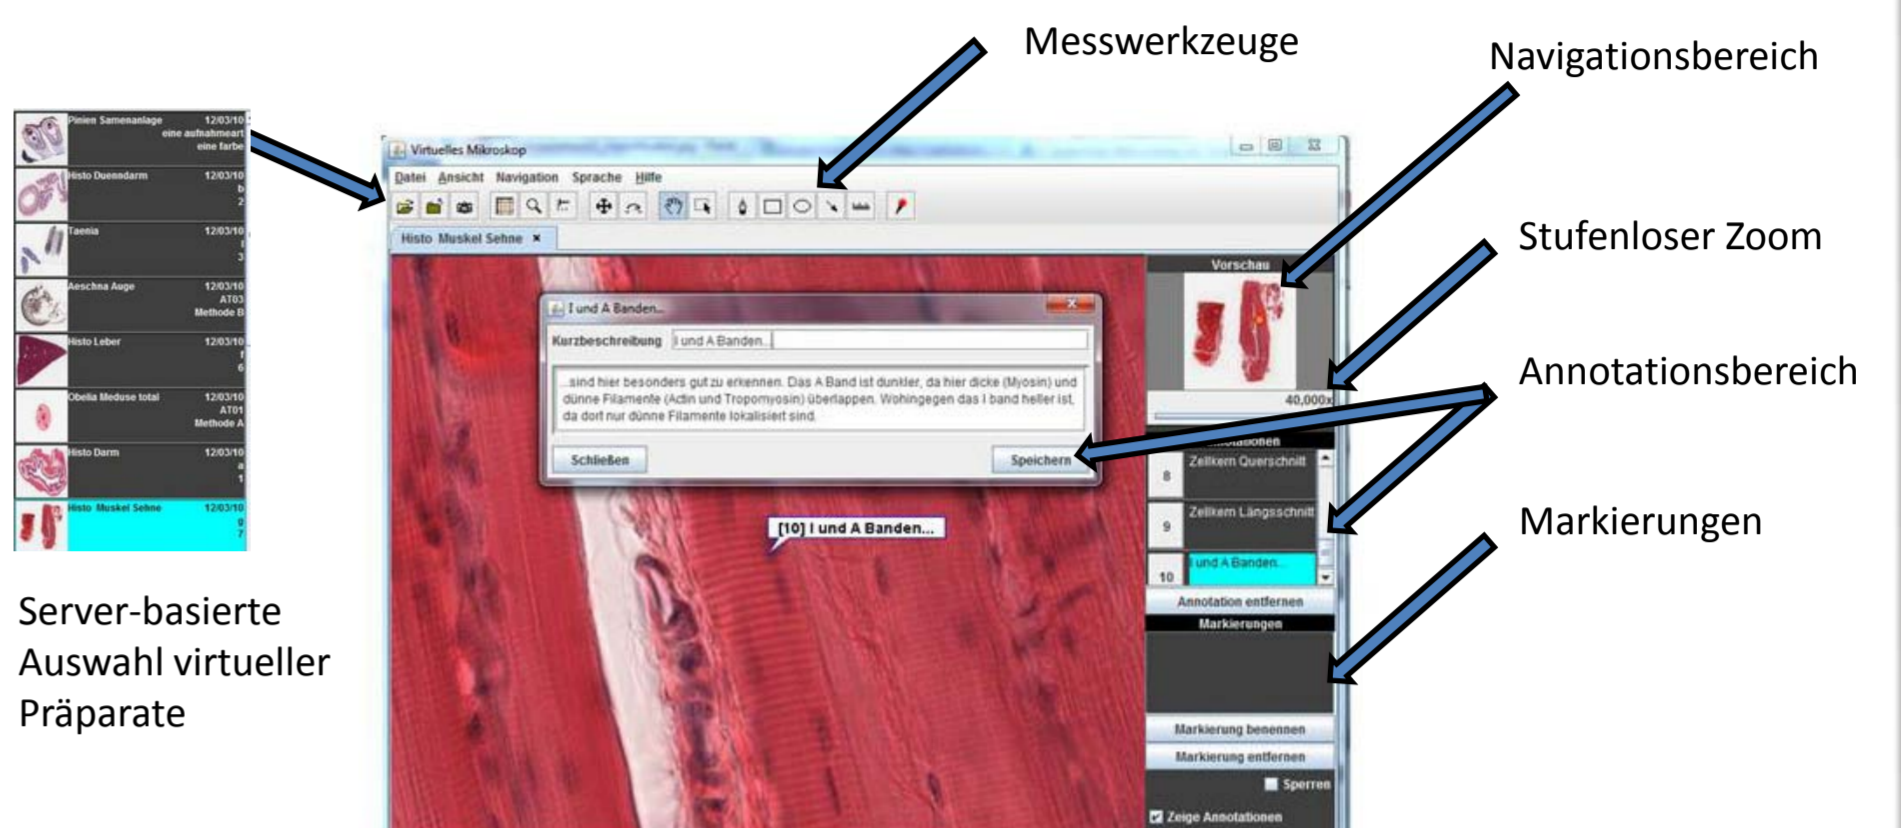 Messwerkzeuge
Navigationsbereich
Stufenloser Zoom
Annotationsbereich
Markierungen
Pinien Samenanlage 12/03/10
eine aufnahmeart
eine farbe
Histo Duenndarm 12/03/10
b
2
Taenia 12/03/10
3
Aeschna Auge 12/03/10
AT03
Methode B
Histo Leber 12/03/10
f
6
Obelia Meduse total 12/03/10
AT01
Methode A
Histo Darm 12/03/10
a
1
Histo Muskel Sehne 12/03/10
g
7
Server-basierte
Auswahl virtueller
Präparate
Virtuelles Mikroskop
Datei Ansicht Navigation Sprache Hilfe
Histo Muskel Sehne
I und A Banden...
Kurzbeschreibung I und A Banden...
...sind hier besonders gut zu erkennen. Das A Band ist dunkler, da hier dicke (Myosin) und
dünne Filamente (Actin und Tropomyosin) überlappen. Wohingegen das I band heller ist,
da dort nur dünne Filamente lokalisiert sind.
Schließen Speichern
[10] I und A Banden...
Vorschau
40,000x
Annotationen
8 Zellkern Querschnitt
9 Zellkern Längsschnitt
10 I und A Banden...
Annotation entfernen
Markierungen
Markierung benennen
Markierung entfernen
Sperren
Zeige Annotationen